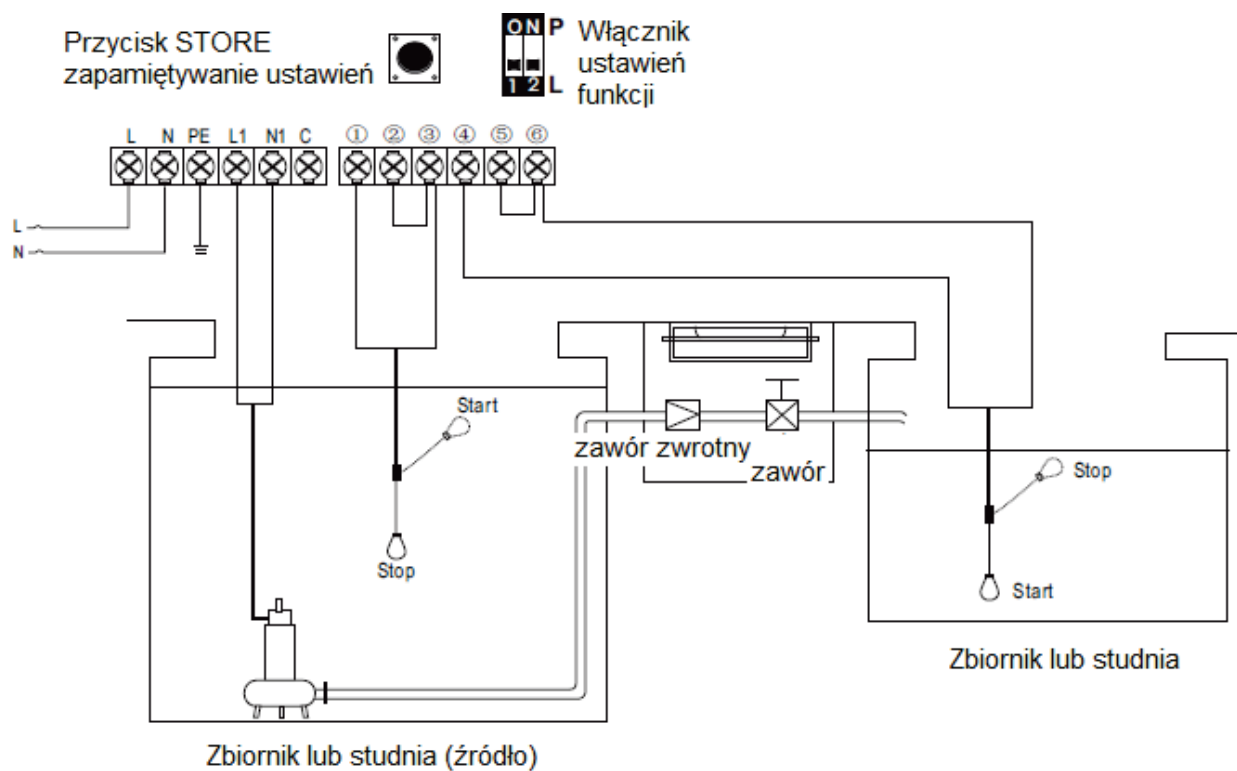 Przycisk STORE
zapamiętywanie ustawień
ON P
1 2 L
Włącznik
ustawień
funkcji
L N PE L1 N1 C ① ② ③ ④ ⑤ ⑥
L
N
Start
Stop
zawór zwrotny
zawór
Stop
Start
Zbiornik lub studnia
Zbiornik lub studnia (źródło)